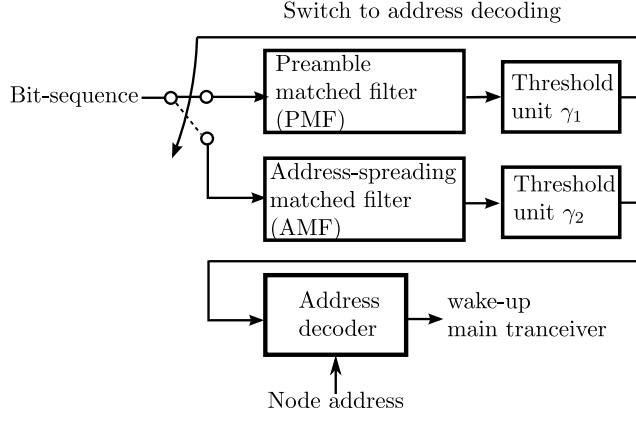 Switch to address decoding
Bit-sequence
Preamble
matched filter
(PMF)
Threshold
unit γ₁
Address-spreading
matched filter
(AMF)
Threshold
unit γ₂
Address
decoder
wake-up
main tranceiver
Node address